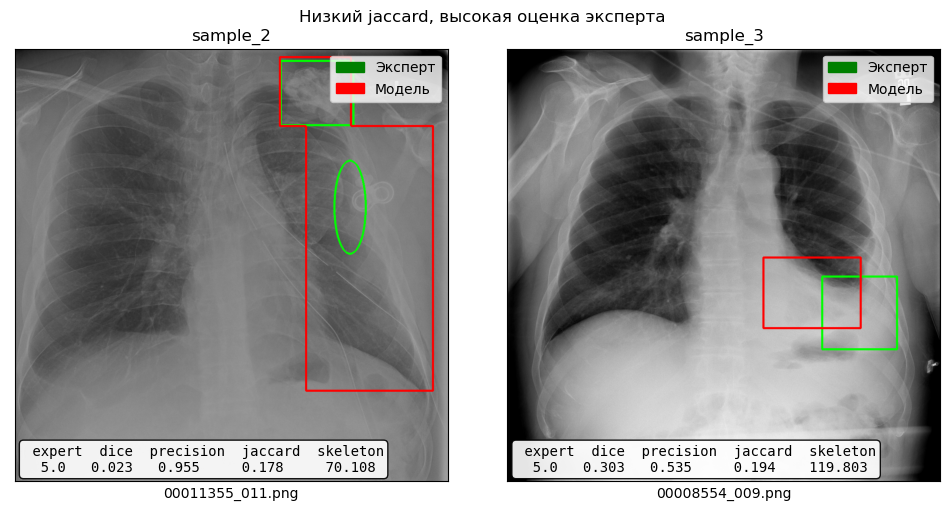 Низкий jaccard, высокая оценка эксперта
sample_2
Эксперт
Модель
expert dice precision jaccard skeleton
5.0 0.023 0.955 0.178 70.108
00011355_011.png
sample_3
Эксперт
Модель
expert dice precision jaccard skeleton
5.0 0.303 0.535 0.194 119.803
00008554_009.png